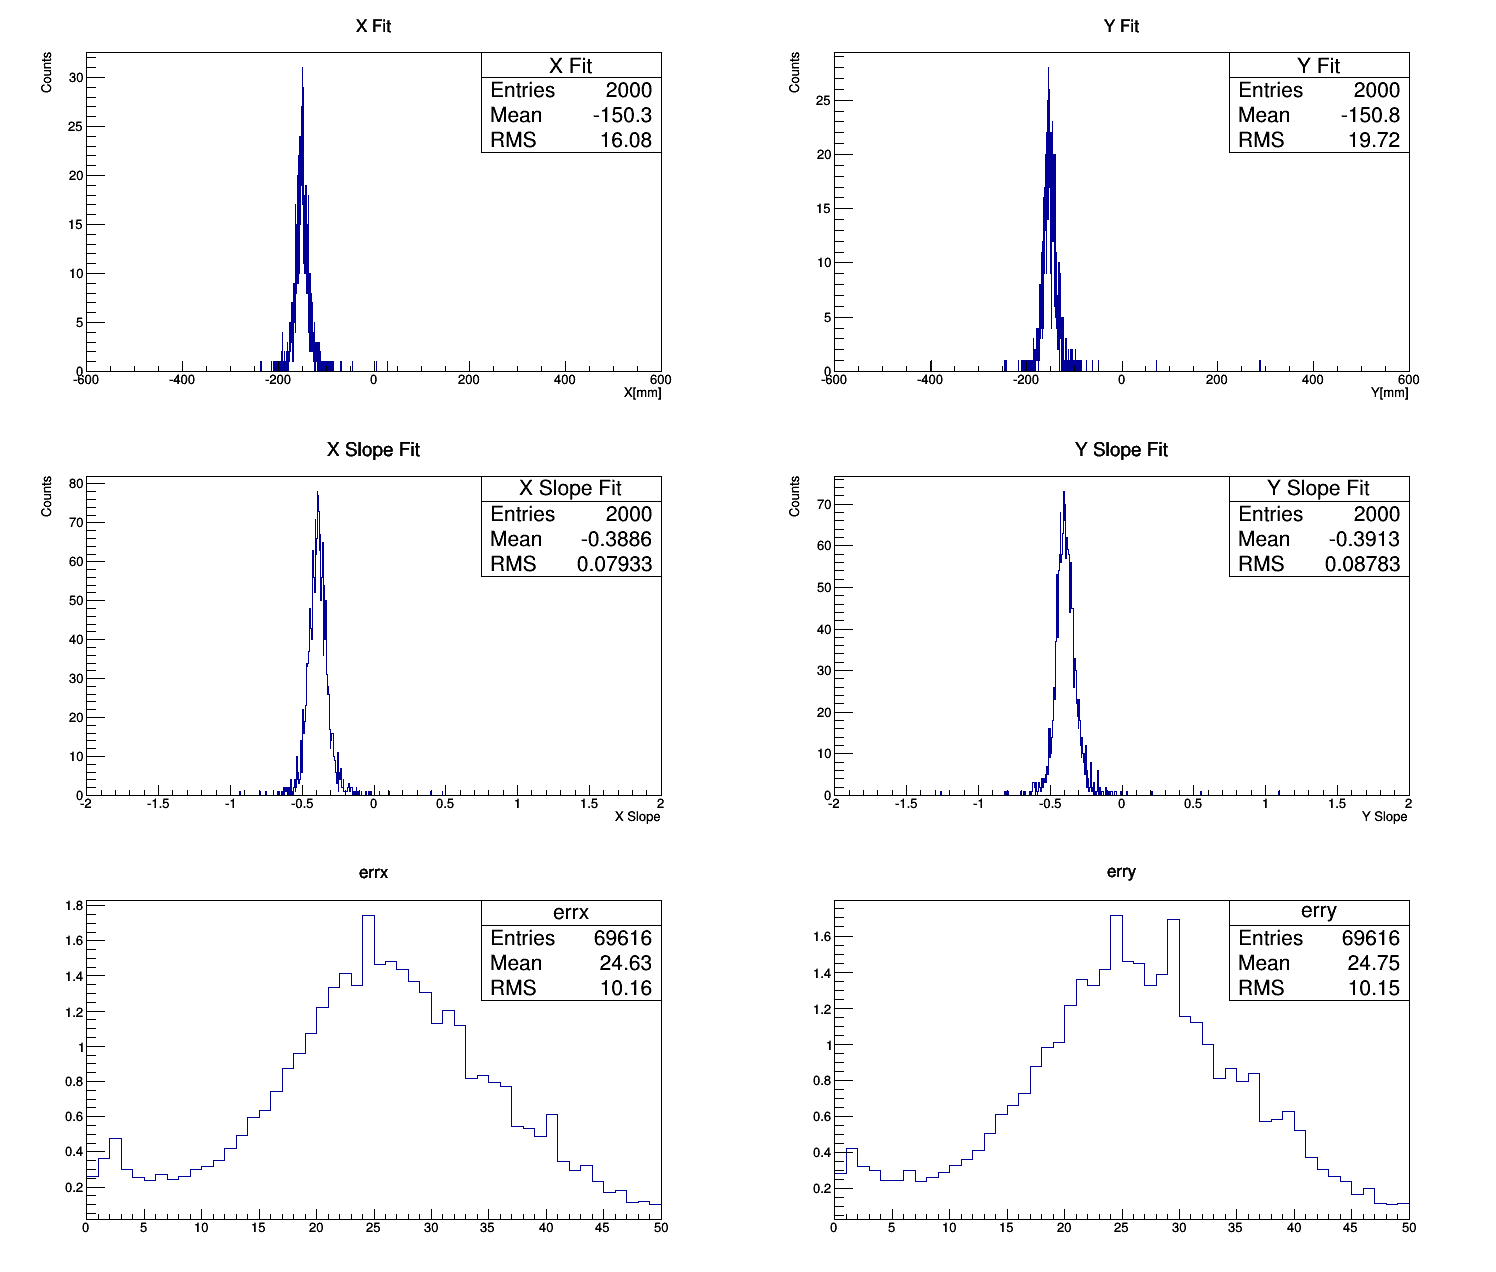 X Fit
Counts
X Fit
Entries 2000
Mean -150.3
RMS 16.08
30
25
20
15
10
5
0
-600 -400 -200 0 200 400 600
X[mm]
Y Fit
Counts
Y Fit
Entries 2000
Mean -150.8
RMS 19.72
25
20
15
10
5
0
-600 -400 -200 0 200 400 600
Y[mm]
X Slope Fit
Counts
X Slope Fit
Entries 2000
Mean -0.3886
RMS 0.07933
80
70
60
50
40
30
20
10
0
-2 -1.5 -1 -0.5 0 0.5 1 1.5 2
X Slope
Y Slope Fit
Counts
Y Slope Fit
Entries 2000
Mean -0.3913
RMS 0.08783
70
60
50
40
30
20
10
0
-2 -1.5 -1 -0.5 0 0.5 1 1.5 2
Y Slope
errx
errx
Entries 69616
Mean 24.63
RMS 10.16
1.8
1.6
1.4
1.2
1
0.8
0.6
0.4
0.2
0 5 10 15 20 25 30 35 40 45 50
erry
erry
Entries 69616
Mean 24.75
RMS 10.15
1.6
1.4
1.2
1
0.8
0.6
0.4
0.2
0 5 10 15 20 25 30 35 40 45 50